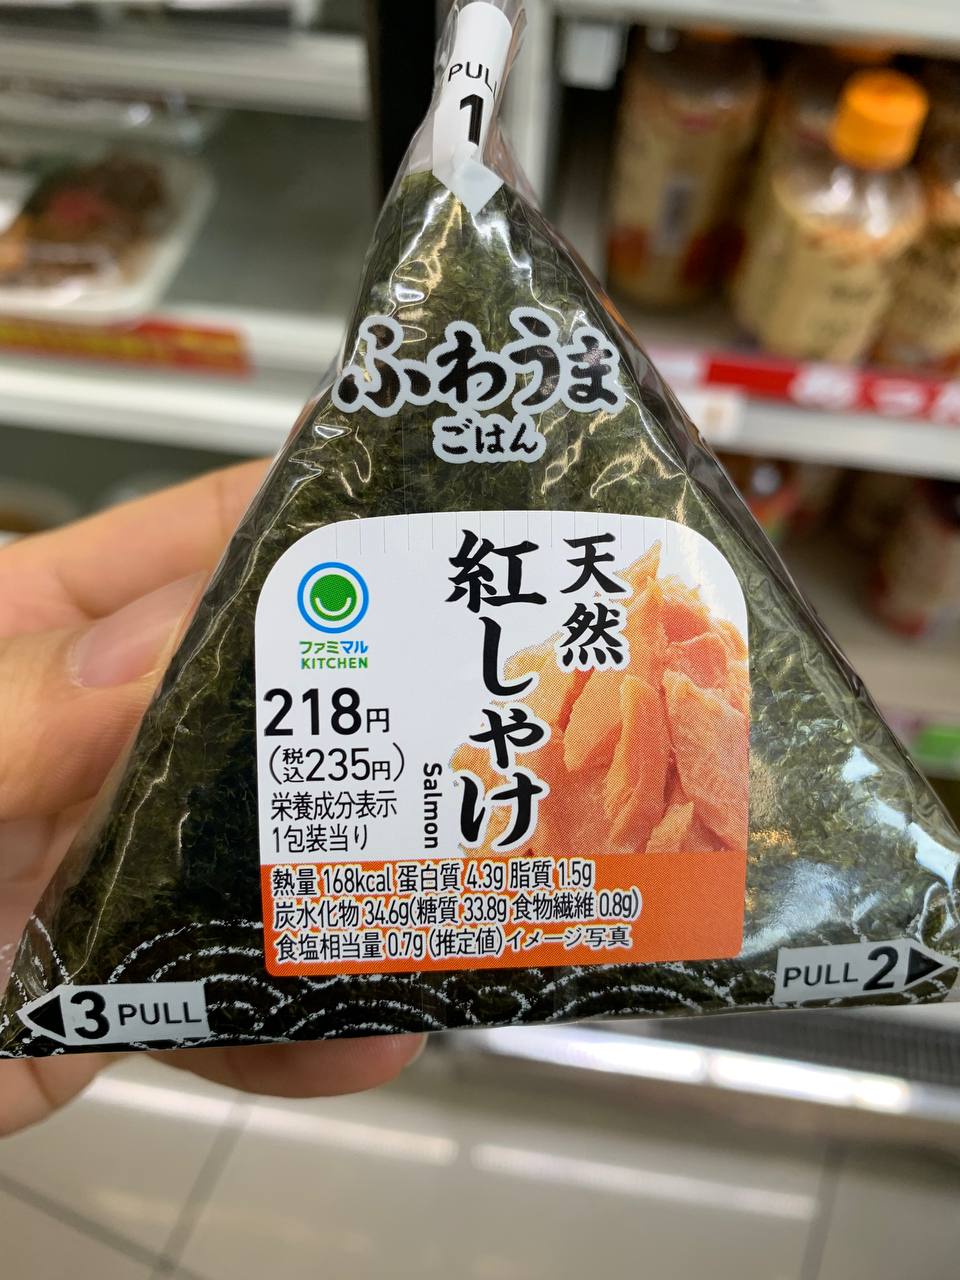 PULL
1
ふわうま
ごはん
天然
紅しゃけ
Salmon
ファミマル
KITCHEN
218円
(税込235円)
栄養成分表示
1包装当り
熱量 168kcal 蛋白質 4.3g 脂質 1.5g
炭水化物 34.6g(糖質 33.8g 食物繊維 0.8g)
食塩相当量 0.7g (推定値)イメージ写真
PULL 2
3 PULL